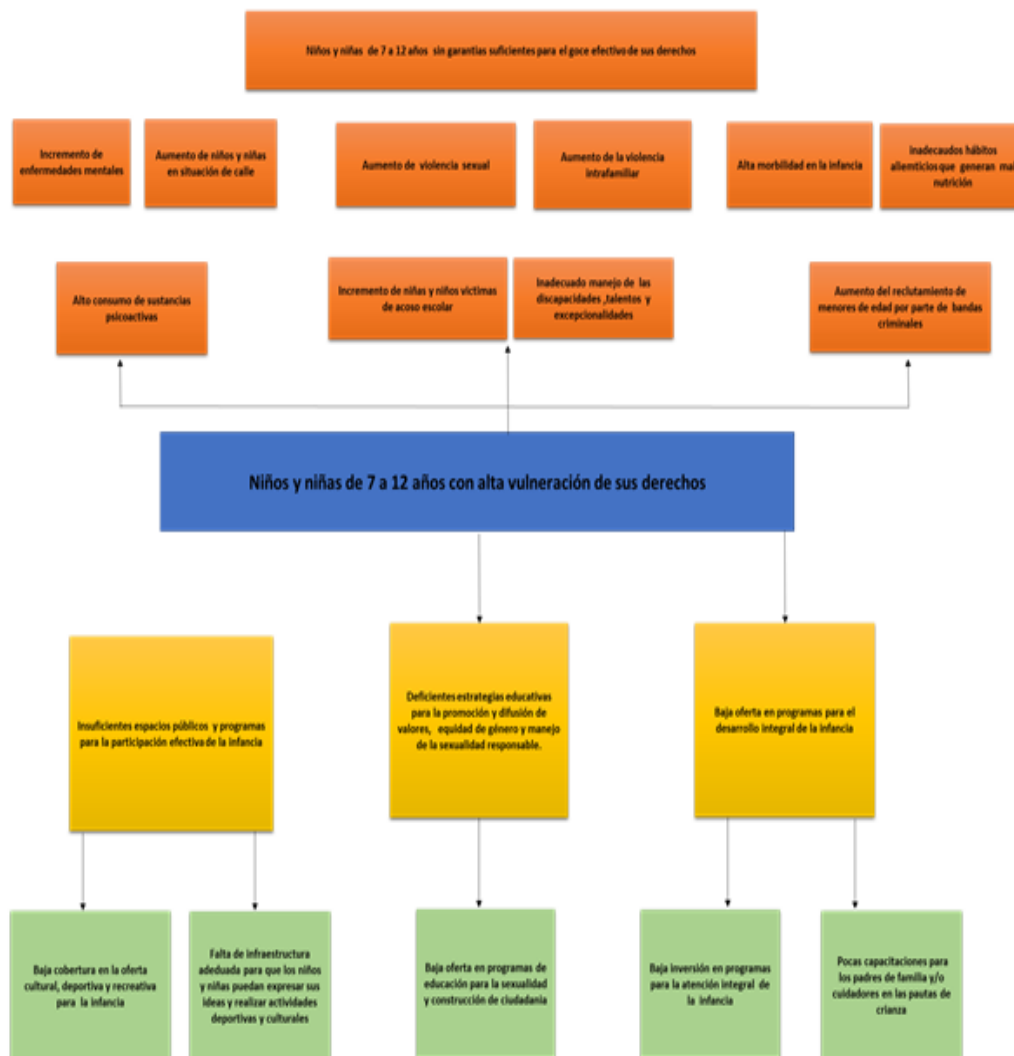 Niños y niñas de 7 a 12 años sin garantias suficientes para el goce efectivo de sus derechos
Incremento de
enfermedades mentales
Aumento de niños y niñas
en situación de calle
Aumento de violencia sexual
Aumento de la violencia
intrafamiliar
Alta morbilidad en la infancia
Inadecaudos hábitos
aliemticios que generan mal
nutrición
Alto consumo de sustancias
psicoactivas
Incremento de niñas y niños víctimas
de acoso escolar
Inadecuado manejo de las
discapacidades ,talentos y
excepcionalidades
Aumento del reclutamiento de
menores de edad por parte de bandas
criminales
Niños y niñas de 7 a 12 años con alta vulneración de sus derechos
Insuficientes espacios públicos y programas
para la participación efectiva de la infancia
Deficientes estrategias educativas
para la promoción y difusión de
valores, equidad de género y manejo
de la sexualidad responsable.
Baja oferta en programas para el
desarrollo integral de la infancia
Baja cobertura en la oferta
cultural, deportiva y recreativa
para la infancia
Falta de infraestructura
adeduada para que los niños
y niñas puedan expresar sus
ideas y realizar actividades
deportivas y culturales
Baja oferta en programas de
educación para la sexualidad
y construcción de ciudadania
Baja inversión en programas
para la atención integral de
la infancia
Pocas capacitaciones para
los padres de familia y/o
cuidadores en las pautas de
crianza